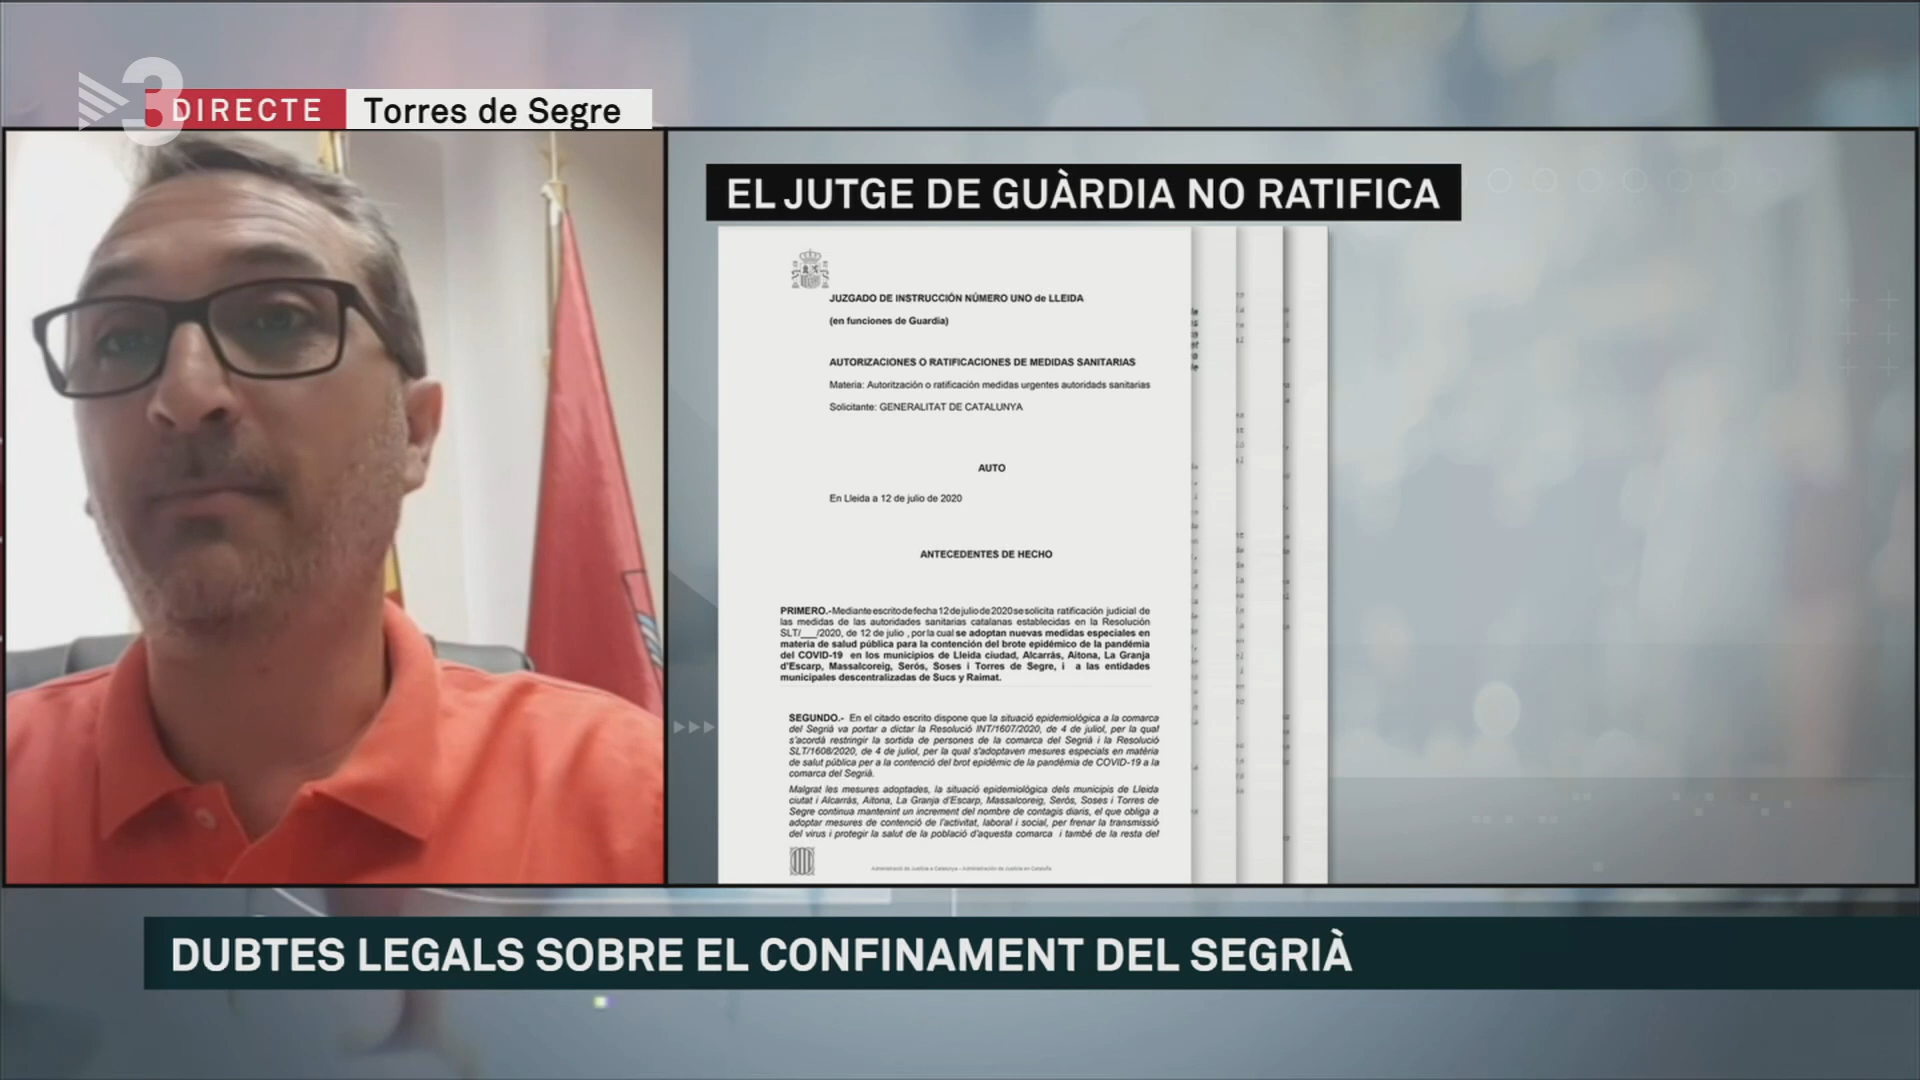 3
DIRECTE
Torres de Segre
EL JUTGE DE GUÀRDIA NO RATIFICA
JUZGADO DE INSTRUCCIÓN NÚMERO UNO de LLEIDA
(en funciones de Guardia)
AUTORIZACIONES O RATIFICACIONES DE MEDIDAS SANITARIAS
Materia: Autoritzación o ratificación medidas urgentes autoridads sanitarias
Solicitante: GENERALITAT DE CATALUNYA
AUTO
En Lleida a 12 de julio de 2020
ANTECEDENTES DE HECHO
PRIMERO.-Mediante escrito de fecha 12 de julio de 2020 se solicita ratificación judicial de
las medidas de las autoridades sanitarias catalanas establecidas en la Resolución
SLT/___/2020, de 12 de julio , por la cual se adoptan nuevas medidas especiales en
materia de salud pública para la contención del brote epidémico de la pandémia
del COVID-19 en los municipios de Lleida ciudad, Alcarrás, Aitona, La Granja
d'Escarp, Massalcoreig, Serós, Soses i Torres de Segre, i a las entidades
municipales descentralizadas de Sucs y Raimat.
SEGUNDO.- En el citado escrito dispone que la situació epidemiològica a la comarca
del Segrià va portar a dictar la Resolució INT/1607/2020, de 4 de juliol, per la qual
s'acordà restringir la sortida de persones de la comarca del Segrià i la Resolució
SLT/1608/2020, de 4 de juliol, per la qual s'adoptaven mesures especials en matèria
de salut pública per a la contenció del brot epidèmic de la pandèmia de COVID-19 a la
comarca del Segrià.
Malgrat les mesures adoptades, la situació epidemiològica dels municipis de Lleida
ciutat i Alcarràs, Aitona, La Granja d'Escarp, Massalcoreig, Seròs, Soses i Torres de
Segre continua mantenint un increment del nombre de contagis diaris, el que obliga a
adoptar mesures de contenció de l'activitat, laboral i social, per frenar la transmissió
del virus i protegir la salut de la població d'aquesta comarca i també de la resta del
Administració de Justícia a Catalunya - Administración de Justicia en Cataluña
DUBTES LEGALS SOBRE EL CONFINAMENT DEL SEGRIÀ